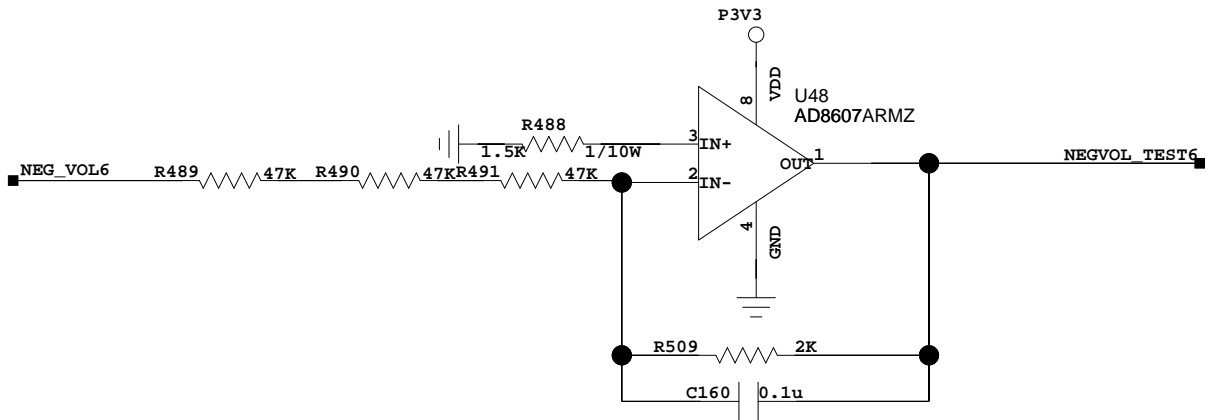 P3V3
8
VDD
U48
AD8607ARMZ
R488
1.5K
1/10W
3
IN+
OUT
1
NEG_VOL6
R489
47K
R490
47K
R491
47K
2
IN-
NEGVOL_TEST6
4
GND
R509
2K
C160
0.1u